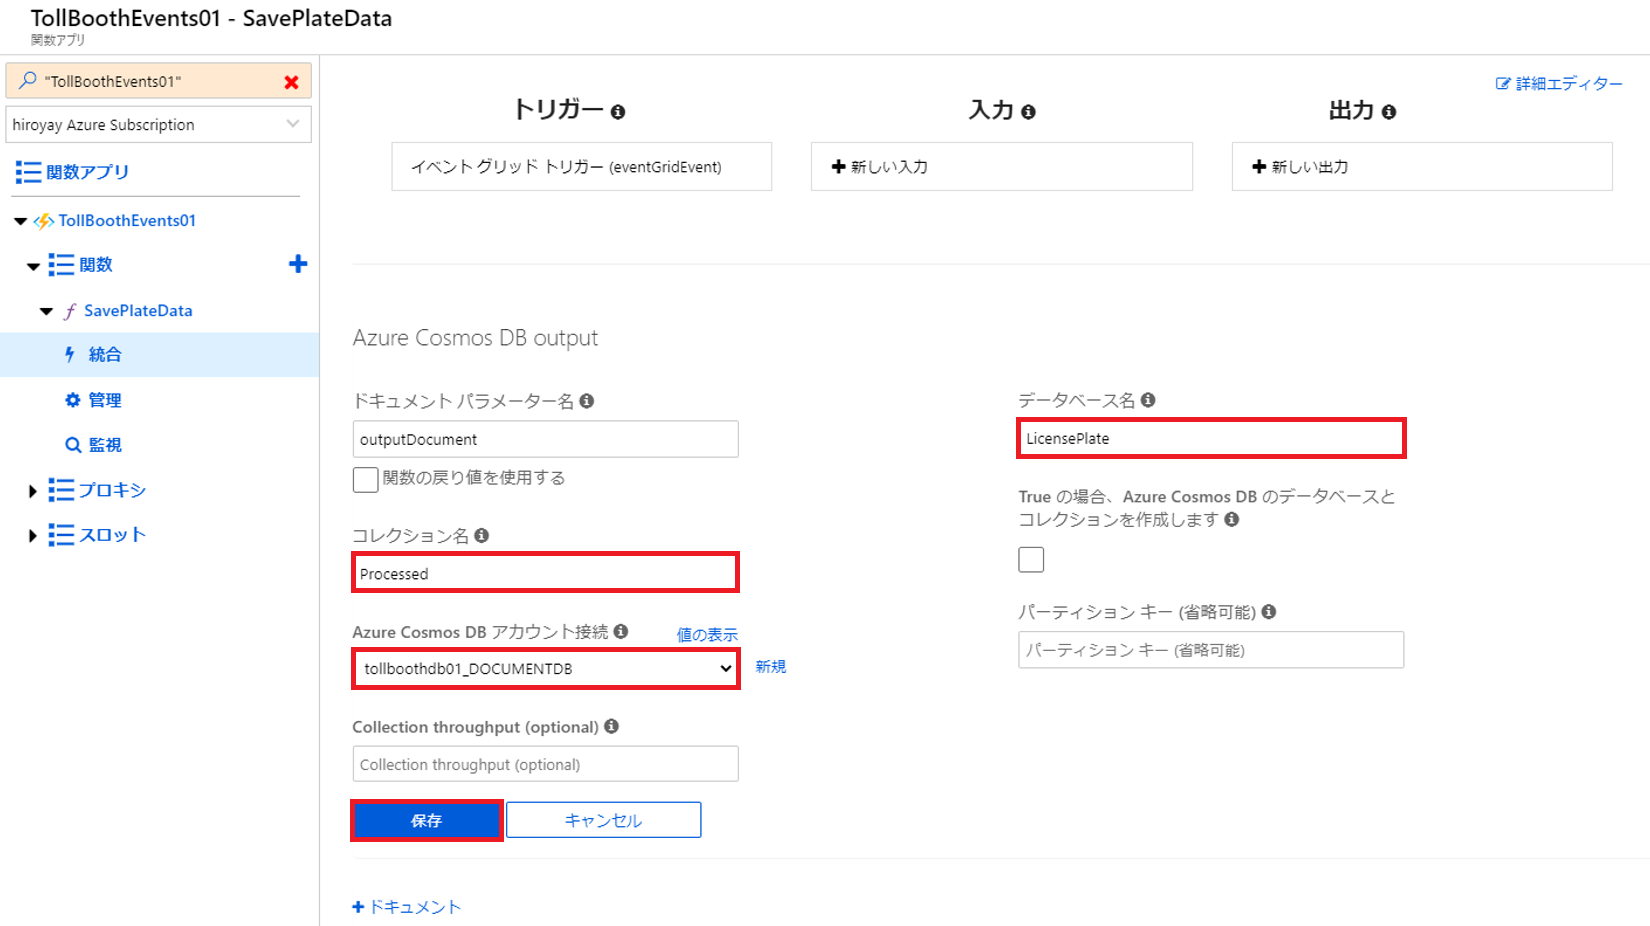 TollBoothEvents01 - SavePlateData
関数アプリ
"TollBoothEvents01"
hiroyay Azure Subscription
関数アプリ
TollBoothEvents01
関数
SavePlateData
統合
管理
監視
プロキシ
スロット
詳細エディター
トリガー
入力
出力
イベント グリッド トリガー (eventGridEvent)
新しい入力
新しい出力
Azure Cosmos DB output
ドキュメント パラメーター名
outputDocument
関数の戻り値を使用する
コレクション名
Processed
Azure Cosmos DB アカウント接続
値の表示
tollboothdb01_DOCUMENTDB
新規
Collection throughput (optional)
Collection throughput (optional)
データベース名
LicensePlate
True の場合、Azure Cosmos DB のデータベースと
コレクションを作成します
パーティション キー (省略可能)
パーティション キー (省略可能)
保存
キャンセル
ドキュメント